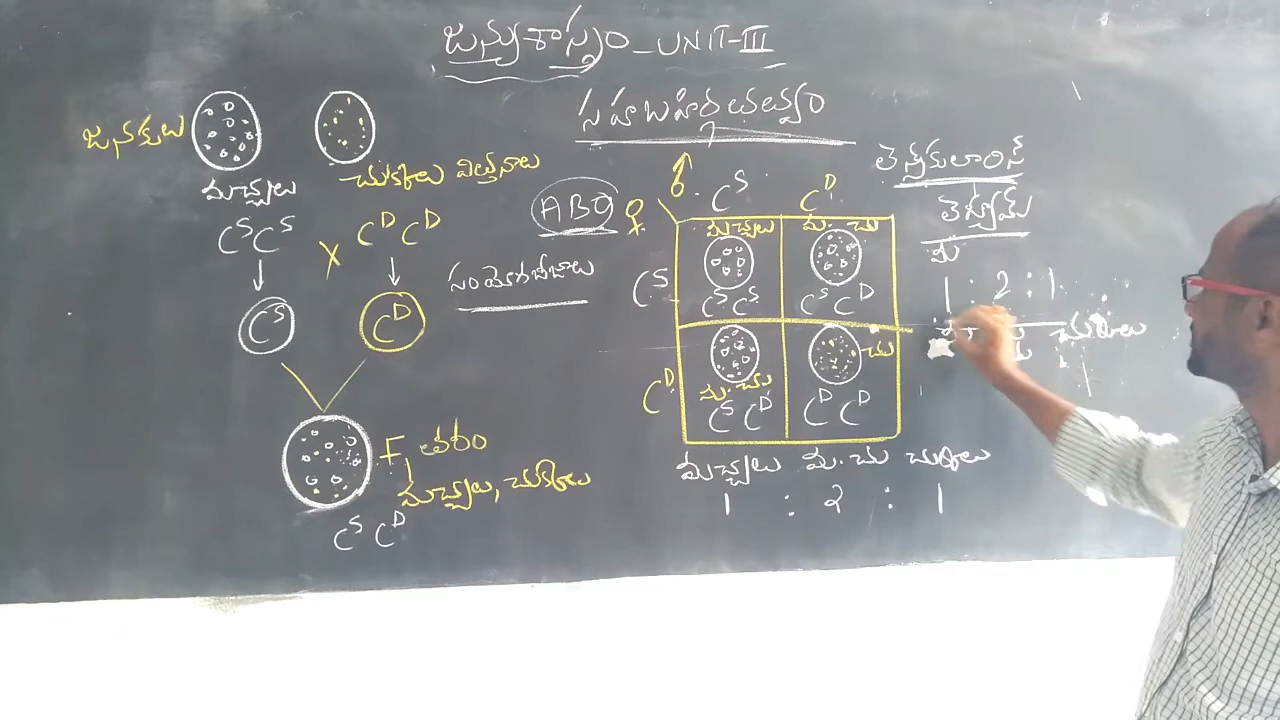 జన్యుశాస్త్రం - UNIT-III
సహబహిర్గతత్వం
జనకులు
మచ్చలు
చుక్కలు విత్తనాలు
C^S C^S X C^D C^D
సంయోగబీజాలు
C^S C^D
F1 తరం
మచ్చలు, చుక్కలు
C^S C^D
ABO
♀ ♂
C^S C^D
మచ్చలు మ. చు
C^S
C^S C^S C^S C^D
C^D
మ. చు చు
C^S C^D C^D C^D
మచ్చలు మ. చు చుక్కలు
1 : 2 : 1
లెన్స్ కులినారిస్
లెగ్యూమ్
మ
1 : 2 : 1
చుక్కలు